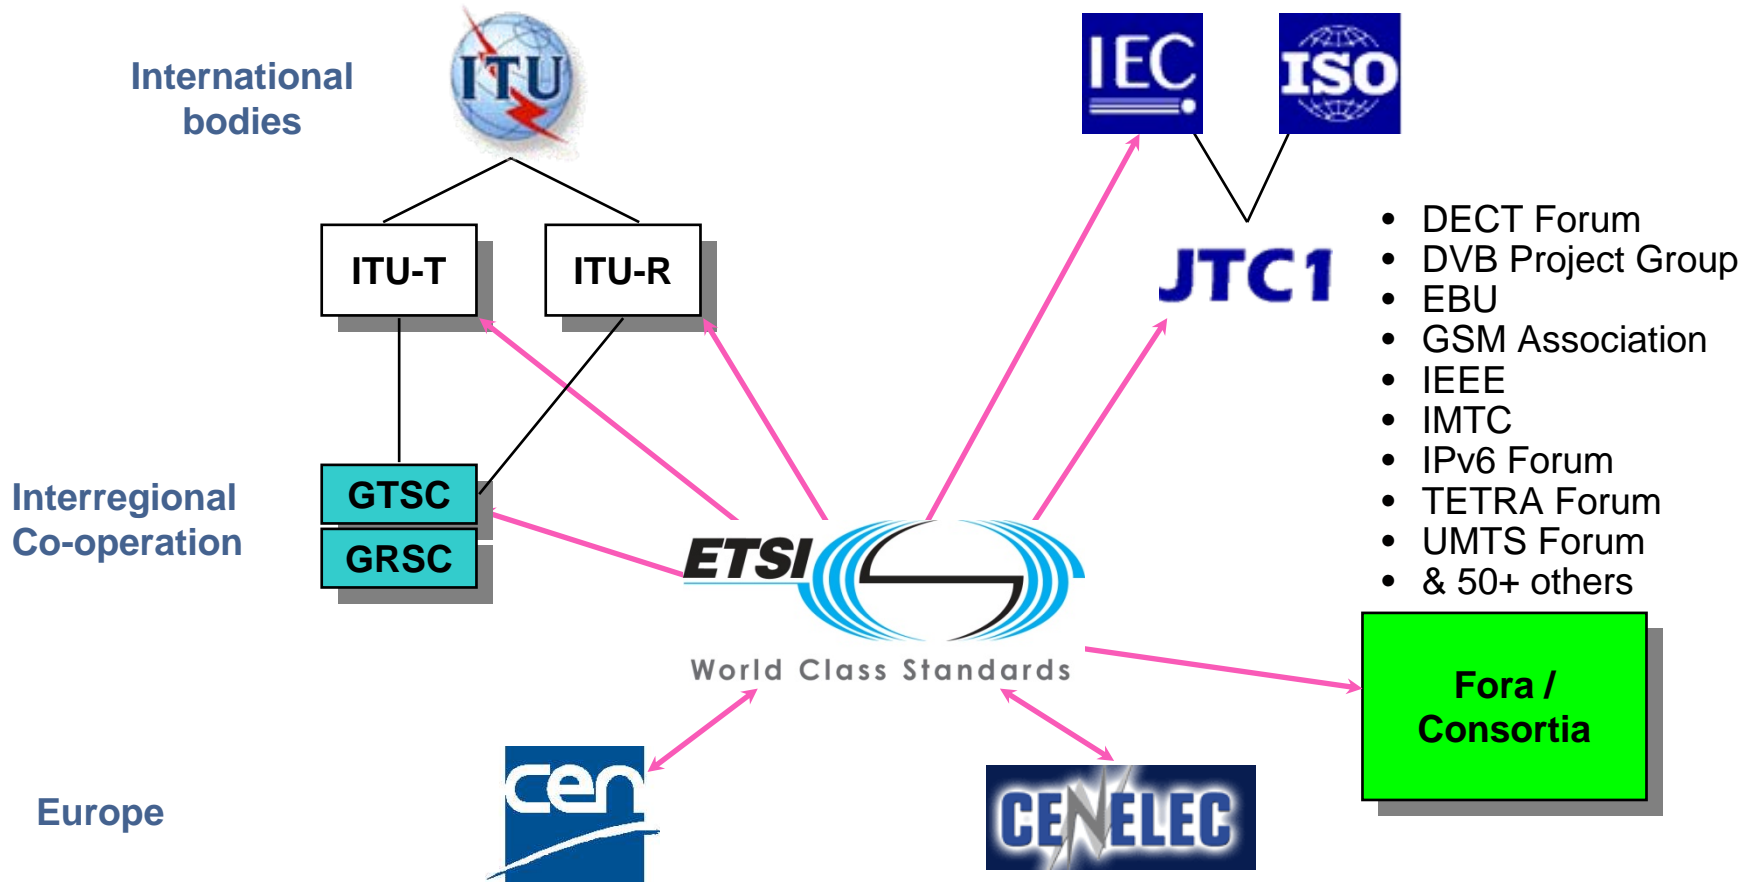 International
bodies
ITU
IEC
ISO
ITU-T
ITU-R
JTC1
• DECT Forum
• DVB Project Group
• EBU
• GSM Association
• IEEE
• IMTC
• IPv6 Forum
• TETRA Forum
• UMTS Forum
• & 50+ others
Interregional
Co-operation
GTSC
GRSC
ETSI
World Class Standards
Fora /
Consortia
Europe
cen
CENELEC